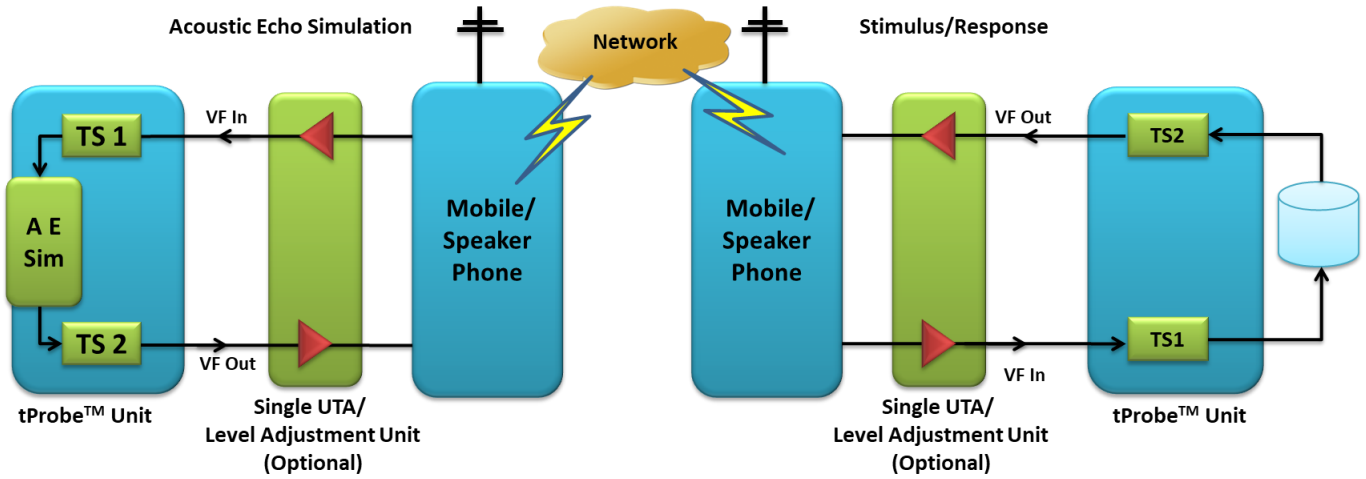 Acoustic Echo Simulation
Network
Stimulus/Response
VF In
TS 1
A E
Sim
TS 2
VF Out
Mobile/
Speaker
Phone
tProbe™ Unit
Single UTA/
Level Adjustment Unit
(Optional)
Mobile/
Speaker
Phone
VF Out
TS2
TS1
VF In
Single UTA/
Level Adjustment Unit
(Optional)
tProbe™ Unit